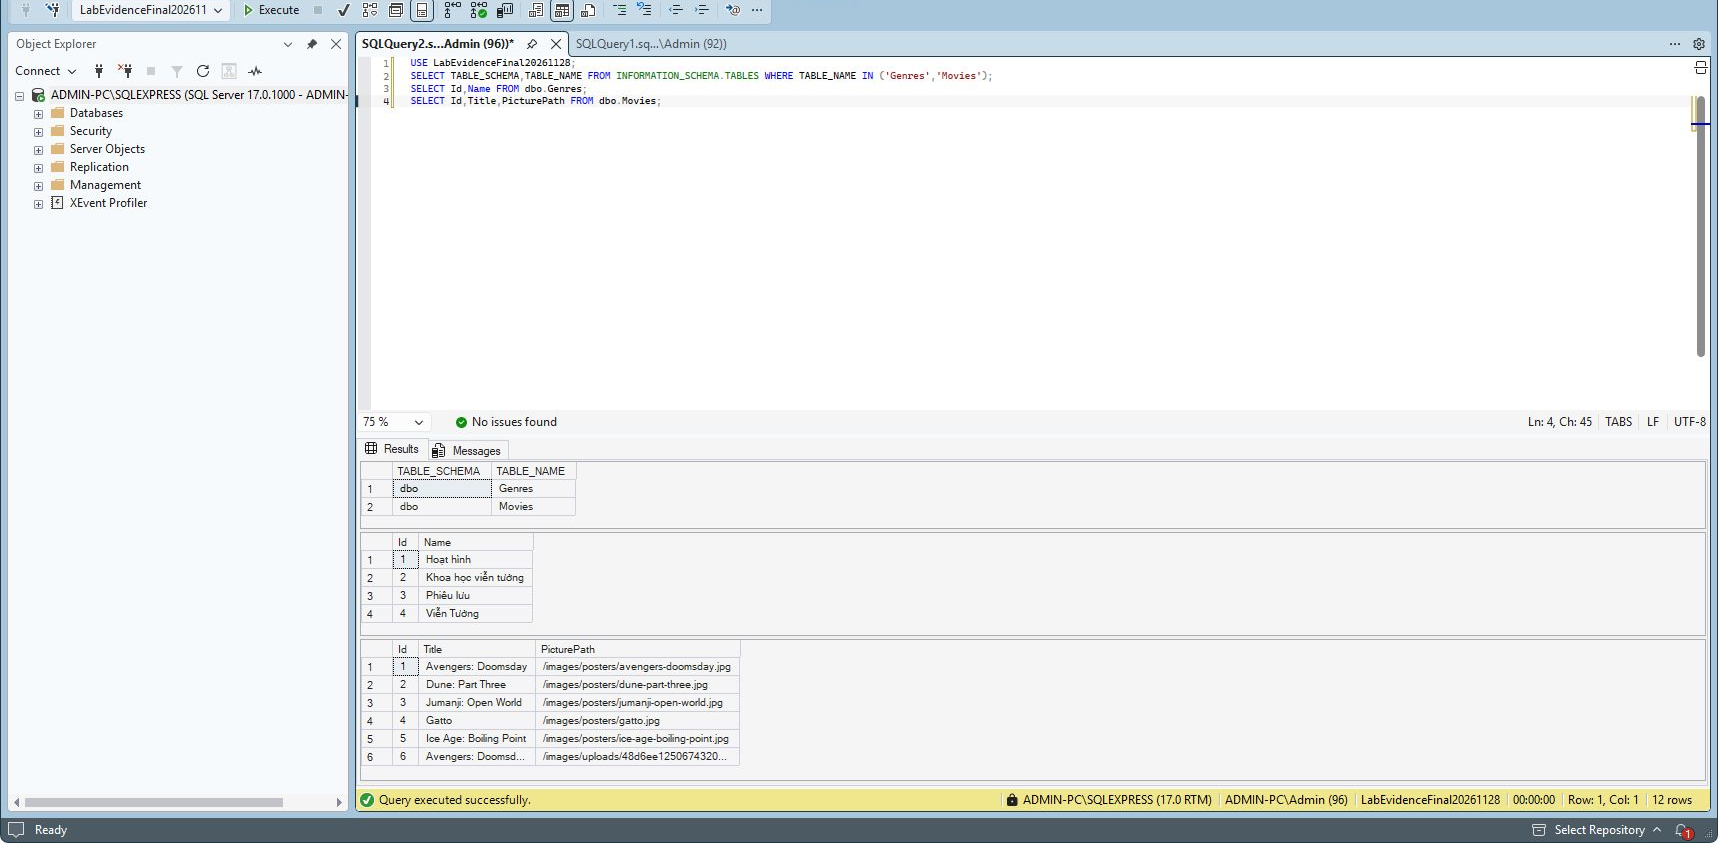 LabEvidenceFinal202611 Execute
Object Explorer
Connect
ADMIN-PC\SQLEXPRESS (SQL Server 17.0.1000 - ADMIN-
Databases
Security
Server Objects
Replication
Management
XEvent Profiler
SQLQuery2.s...Admin (96))* SQLQuery1.sq...\Admin (92))
1 USE LabEvidenceFinal20261128;
2 SELECT TABLE_SCHEMA,TABLE_NAME FROM INFORMATION_SCHEMA.TABLES WHERE TABLE_NAME IN ('Genres','Movies');
3 SELECT Id,Name FROM dbo.Genres;
4 SELECT Id,Title,PicturePath FROM dbo.Movies;
75 % No issues found Ln: 4, Ch: 45 TABS LF UTF-8
Results Messages
TABLE_SCHEMA TABLE_NAME
1 dbo Genres
2 dbo Movies
Id Name
1 1 Hoạt hình
2 2 Khoa học viễn tưởng
3 3 Phiêu lưu
4 4 Viễn Tưởng
Id Title PicturePath
1 1 Avengers: Doomsday /images/posters/avengers-doomsday.jpg
2 2 Dune: Part Three /images/posters/dune-part-three.jpg
3 3 Jumanji: Open World /images/posters/jumanji-open-world.jpg
4 4 Gatto /images/posters/gatto.jpg
5 5 Ice Age: Boiling Point /images/posters/ice-age-boiling-point.jpg
6 6 Avengers: Doomsd... /images/uploads/48d6ee1250674320...
Query executed successfully. ADMIN-PC\SQLEXPRESS (17.0 RTM) ADMIN-PC\Admin (96) LabEvidenceFinal20261128 00:00:00 Row: 1, Col: 1 12 rows
Ready Select Repository 1